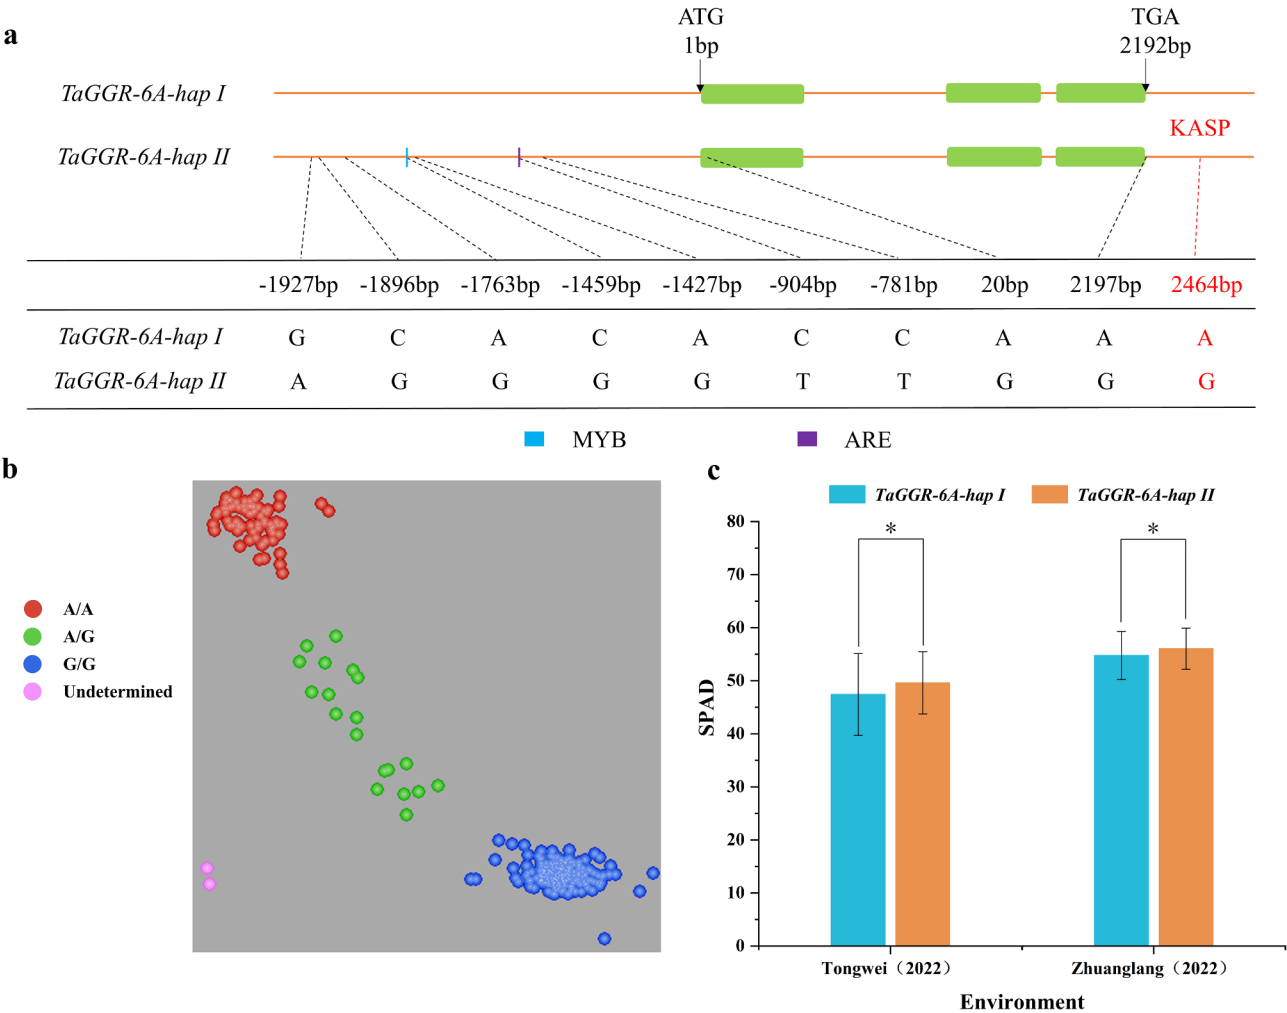 a
ATG
1bp
TGA
2192bp
TaGGR-6A-hap I
KASP
TaGGR-6A-hap II
-1927bp -1896bp -1763bp -1459bp -1427bp -904bp -781bp 20bp 2197bp 2464bp
TaGGR-6A-hap I G C A C A C C A A A
TaGGR-6A-hap II A G G G G T T G G G
MYB ARE
b
A/A
A/G
G/G
Undetermined
c
TaGGR-6A-hap I TaGGR-6A-hap II
* *
80
70
60
50
40
30
20
10
0
SPAD
Tongwei（2022） Zhuanglang（2022）
Environment